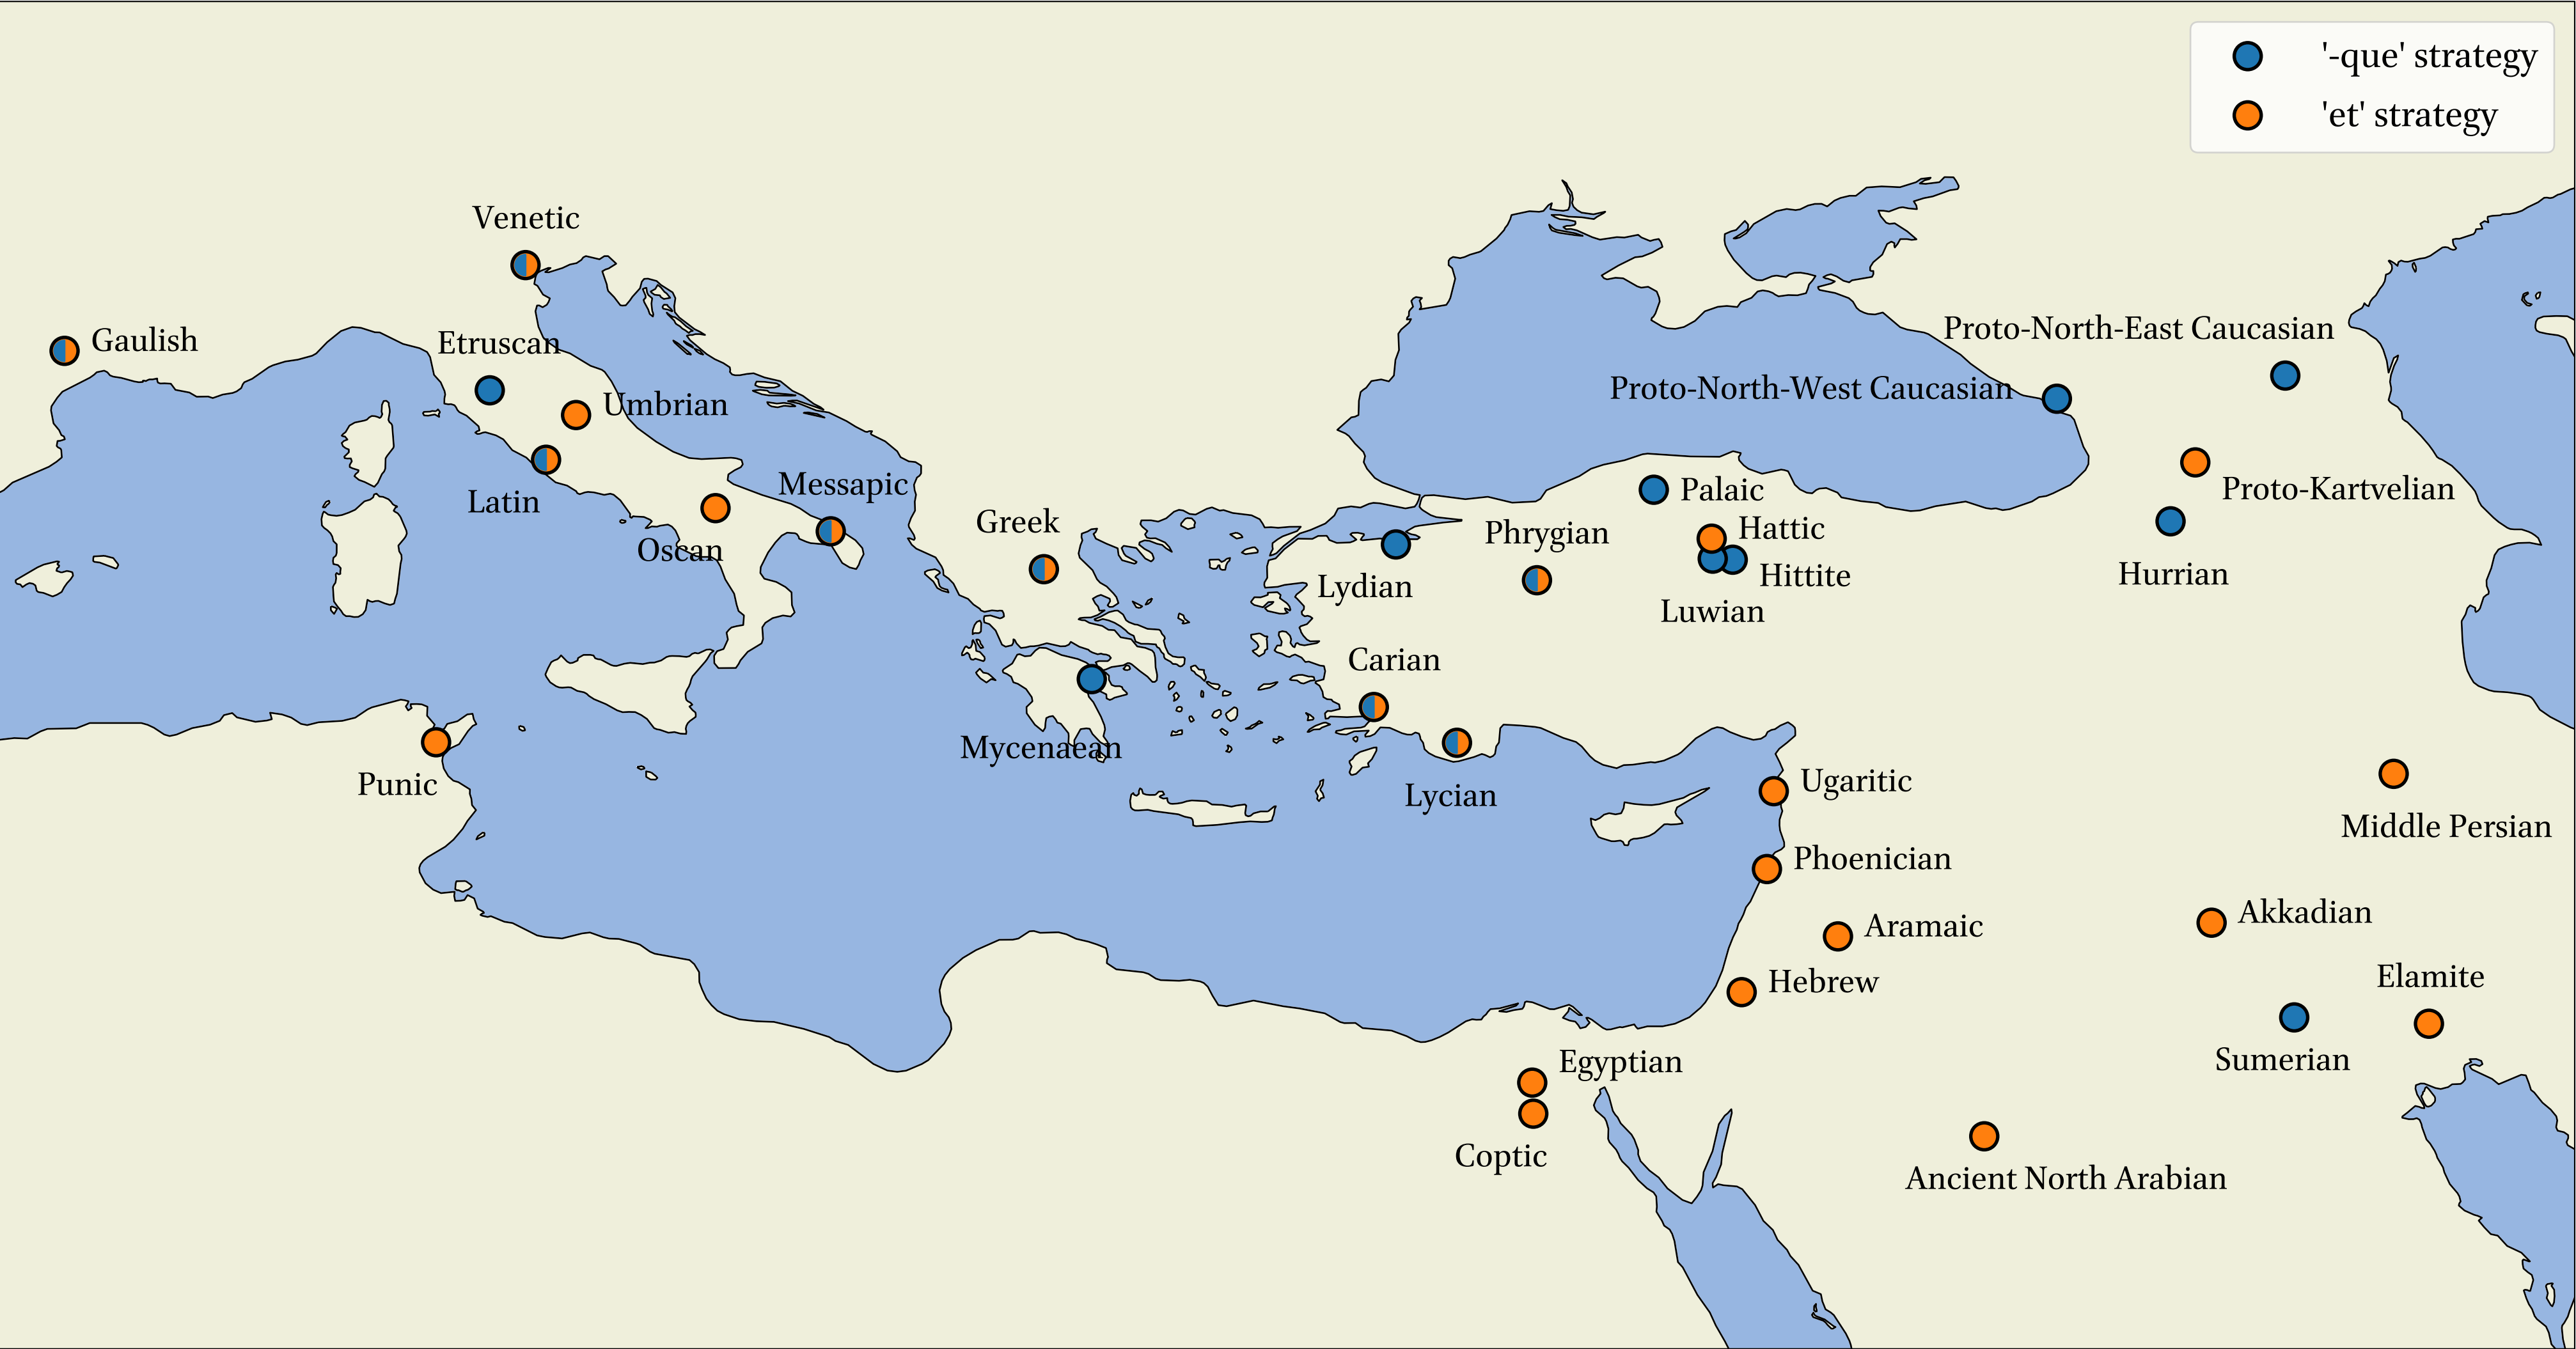 '-que' strategy
'et' strategy
Venetic
Gaulish
Etruscan
Proto-North-East Caucasian
Proto-North-West Caucasian
Umbrian
Latin
Messapic
Palaic
Proto-Kartvelian
Greek
Phrygian
Hattic
Oscan
Lydian
Hittite
Hurrian
Luwian
Carian
Mycenaean
Punic
Lycian
Ugaritic
Middle Persian
Phoenician
Akkadian
Aramaic
Hebrew
Elamite
Egyptian
Sumerian
Coptic
Ancient North Arabian